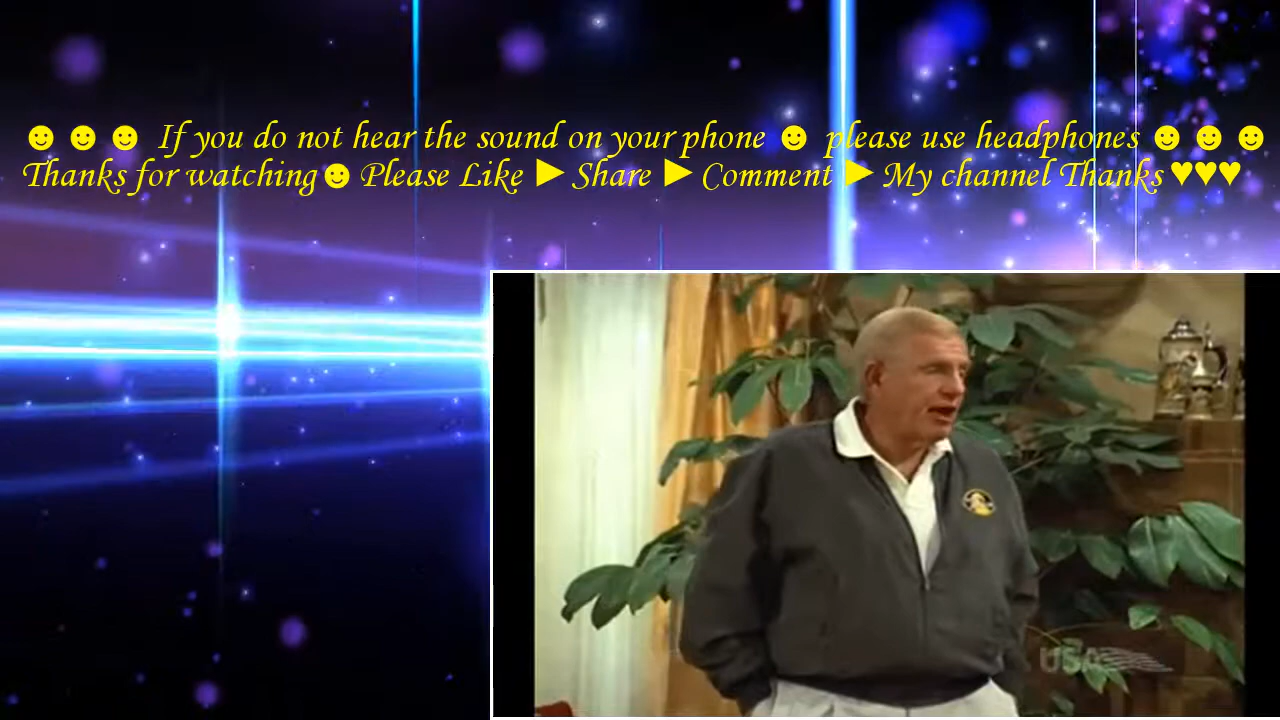 ☻ ☻ ☻ If you do not hear the sound on your phone ☻ please use headphones ☻ ☻ ☻
Thanks for watching☻ Please Like ► Share ► Comment ► My channel Thanks ♥♥♥
USA